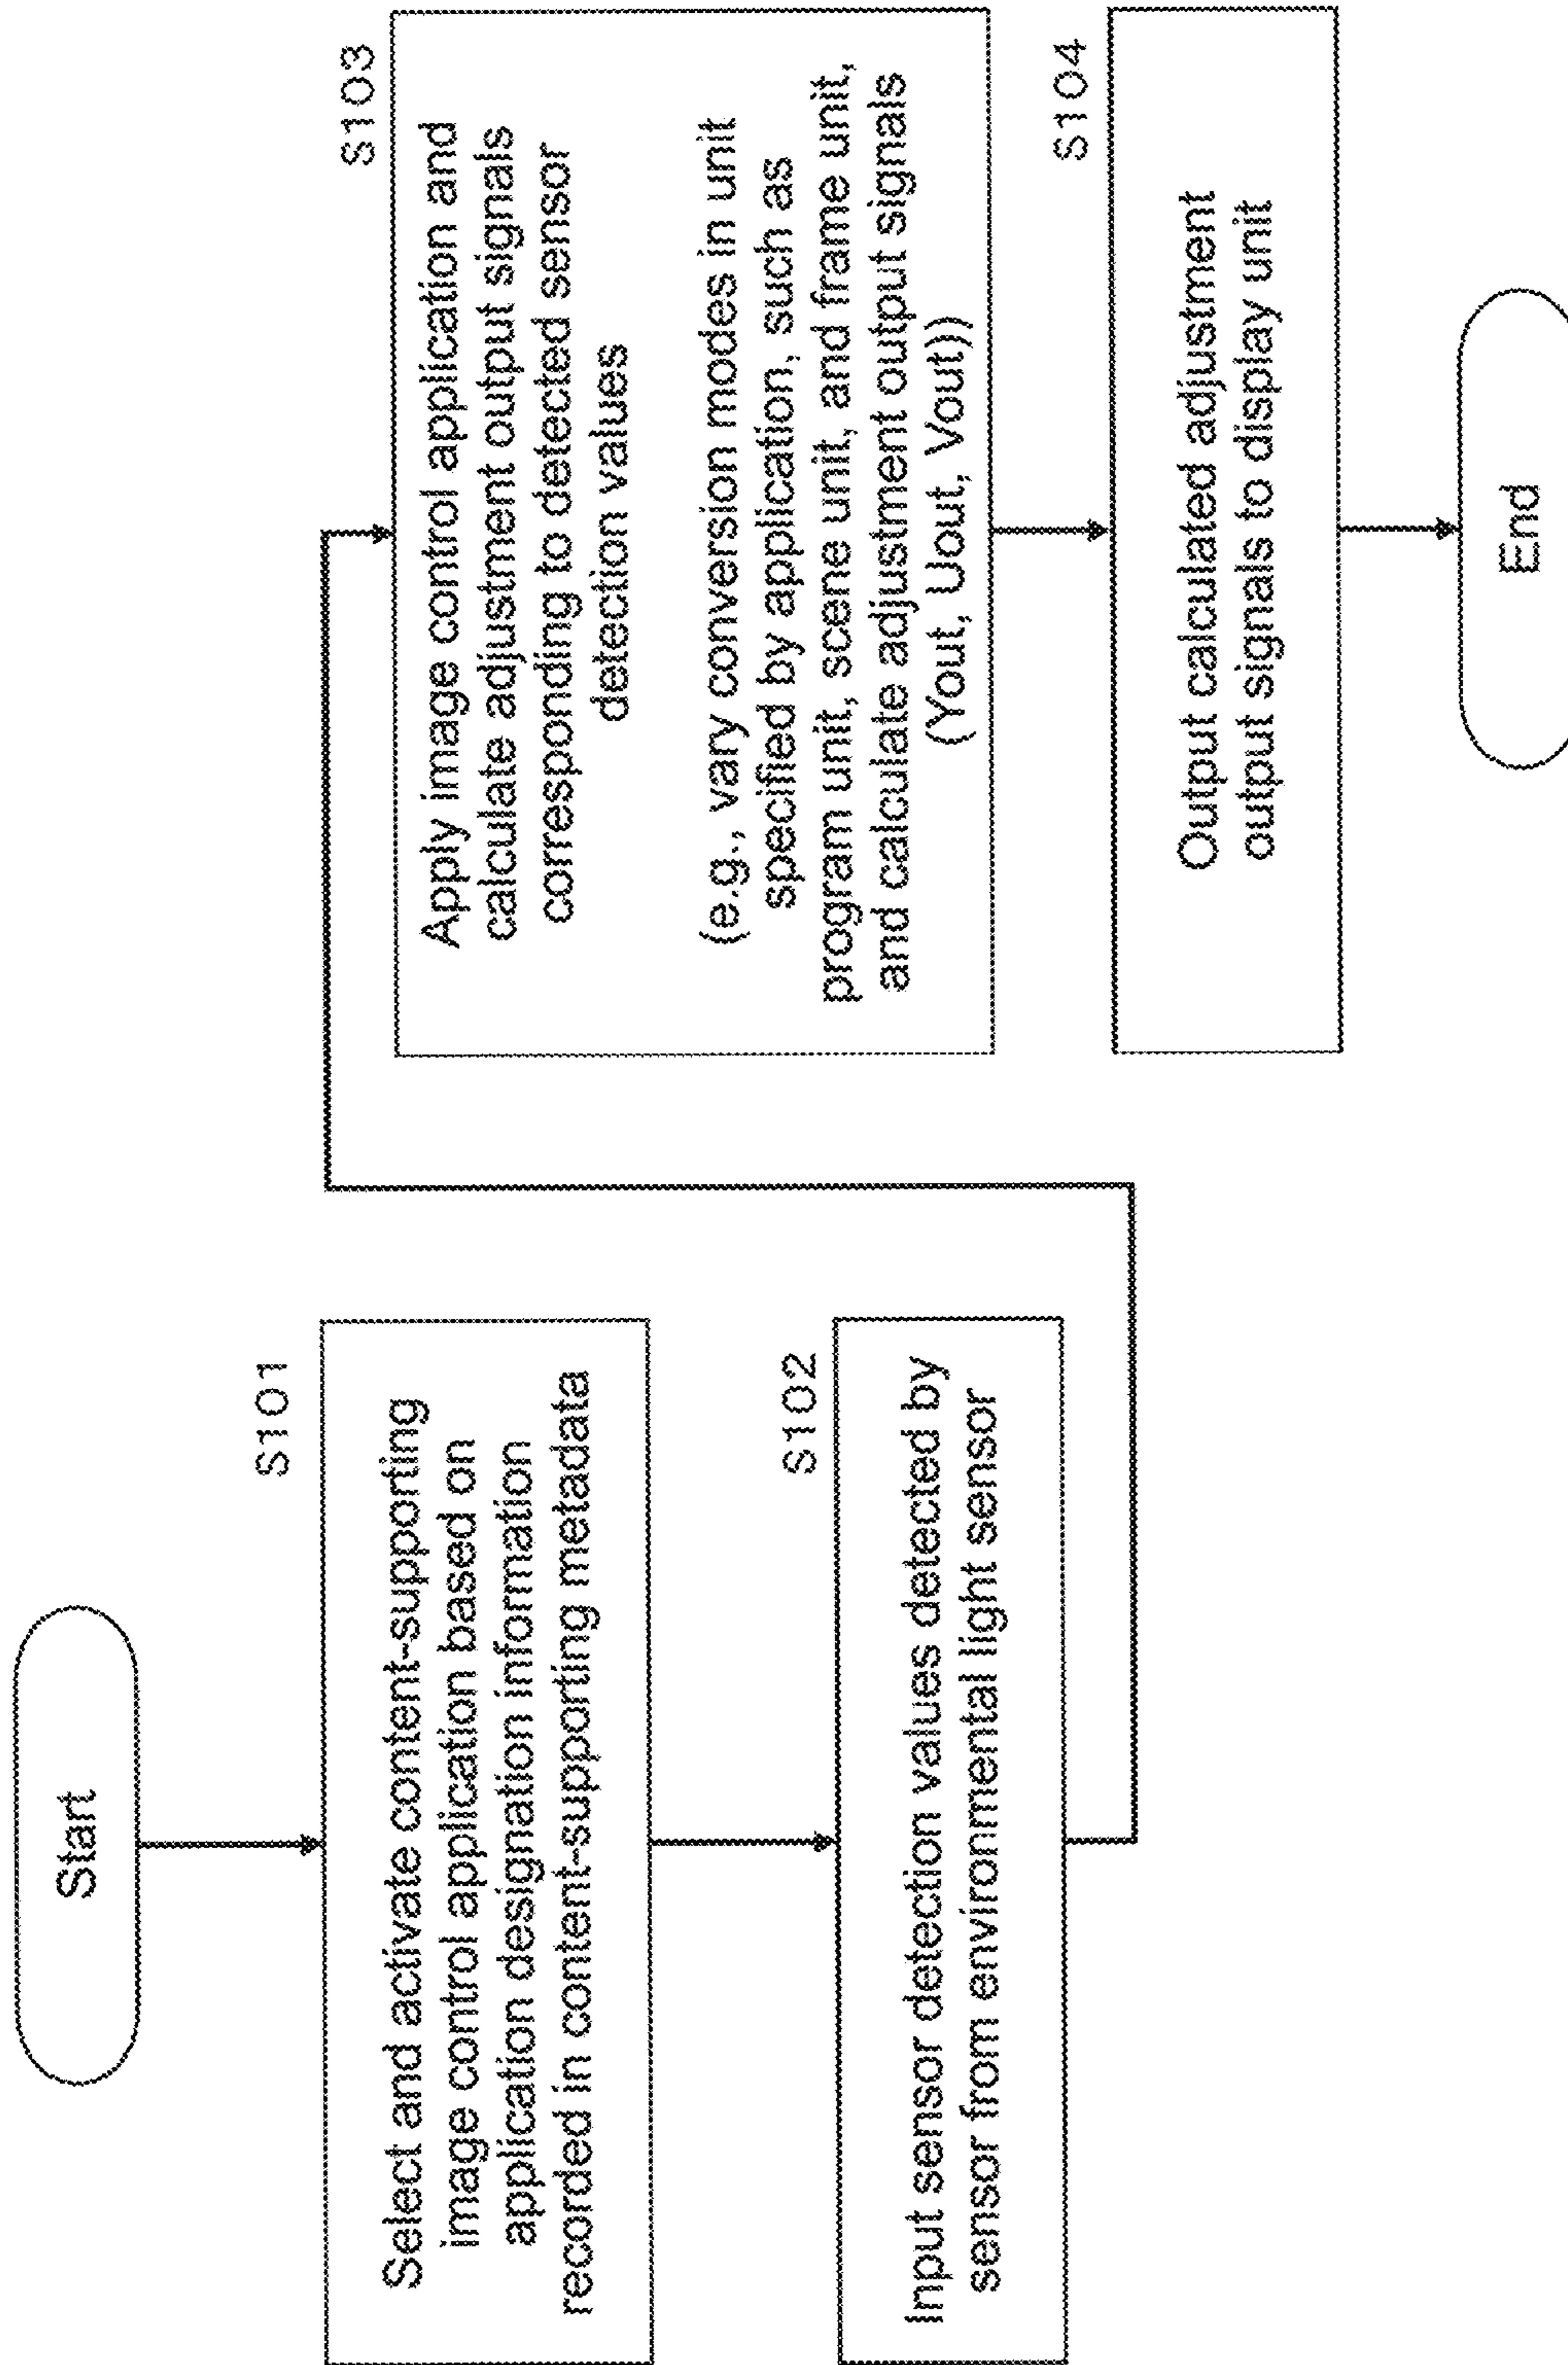 Start
S101
Select and activate content-supporting
image control application based on
application designation information
recorded in content-supporting metadata
S102
Input sensor detection values detected by
sensor from environmental light sensor
S103
Apply image control application and
calculate adjustment output signals
corresponding to detected sensor
detection values
(e.g., vary conversion modes in unit
specified by application, such as
program unit, scene unit, and frame unit,
and calculate adjustment output signals
(Yout, Uout, Vout))
S104
Output calculated adjustment
output signals to display unit
End